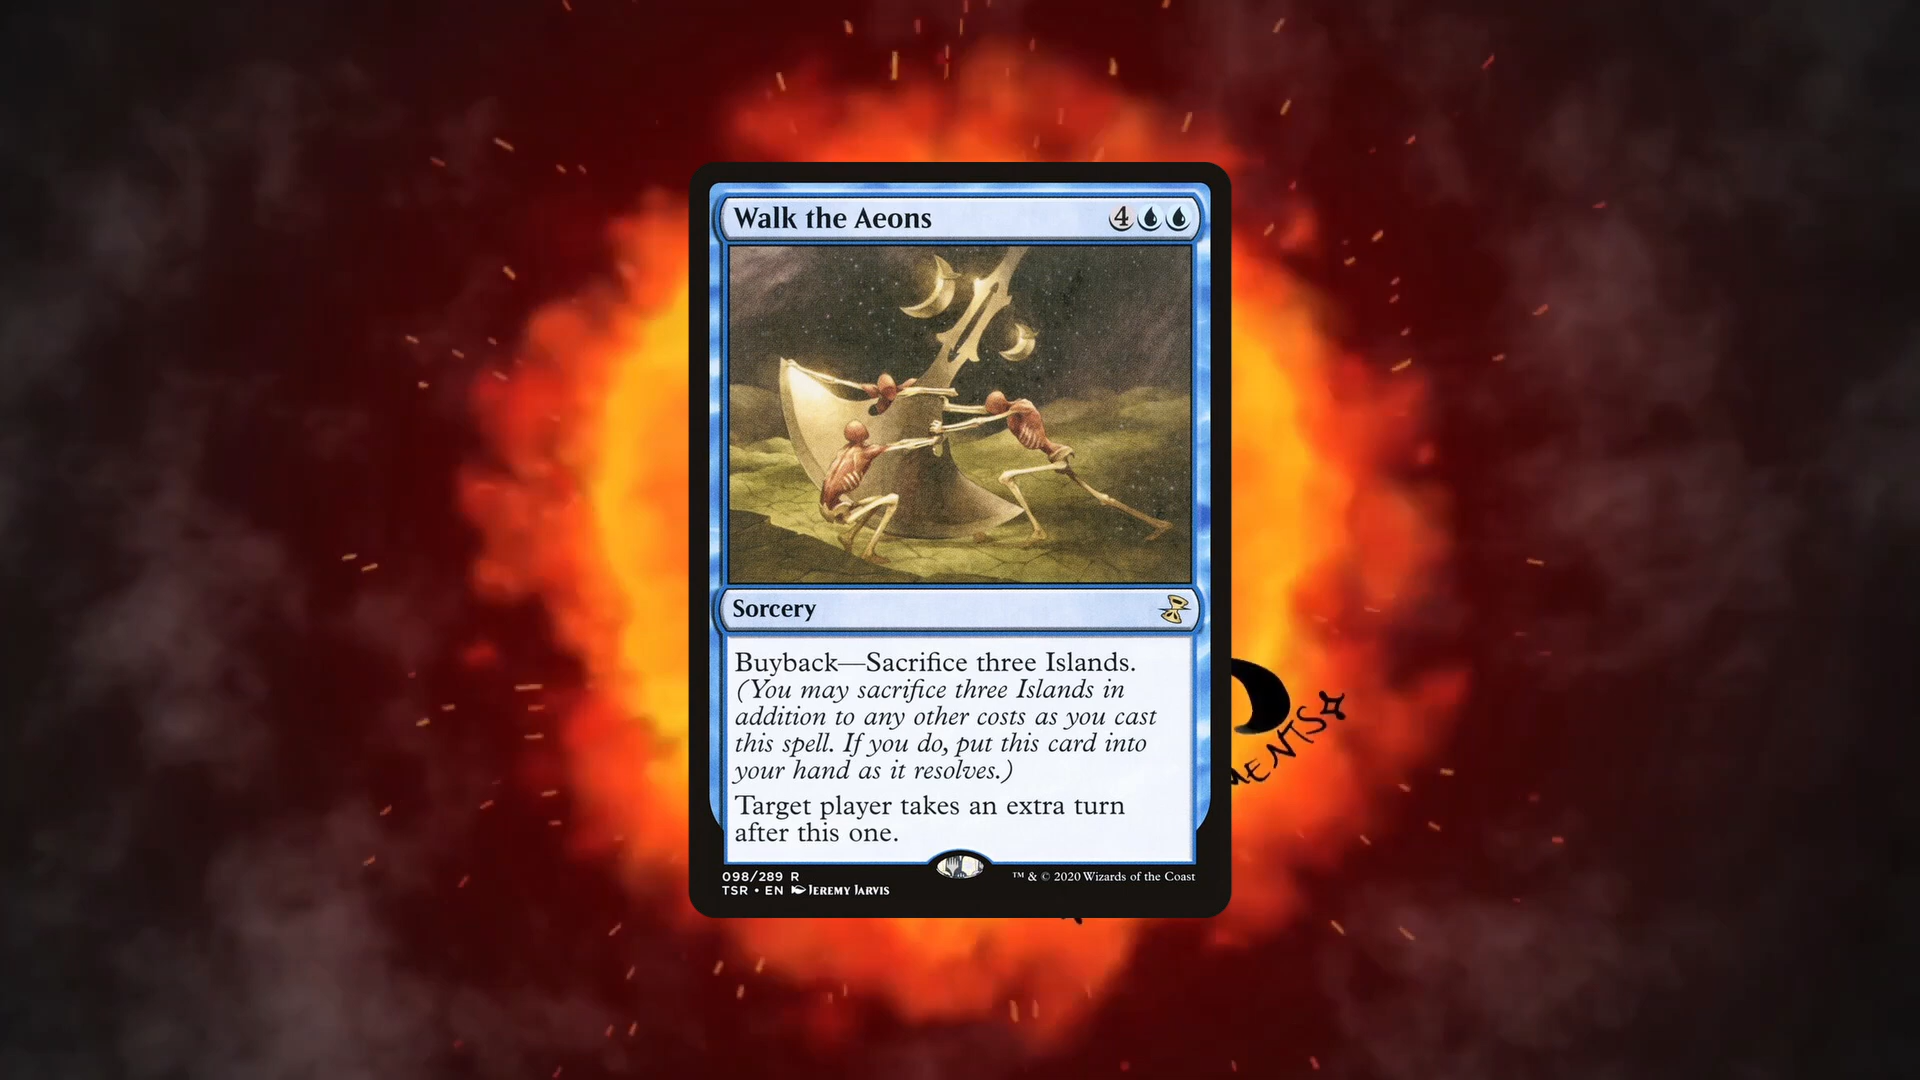 Walk the Aeons 4
Sorcery
Buyback—Sacrifice three Islands.
(You may sacrifice three Islands in
addition to any other costs as you cast
this spell. If you do, put this card into
your hand as it resolves.)
Target player takes an extra turn
after this one.
098/289 R
TSR • EN JEREMY JARVIS
™ & © 2020 Wizards of the Coast